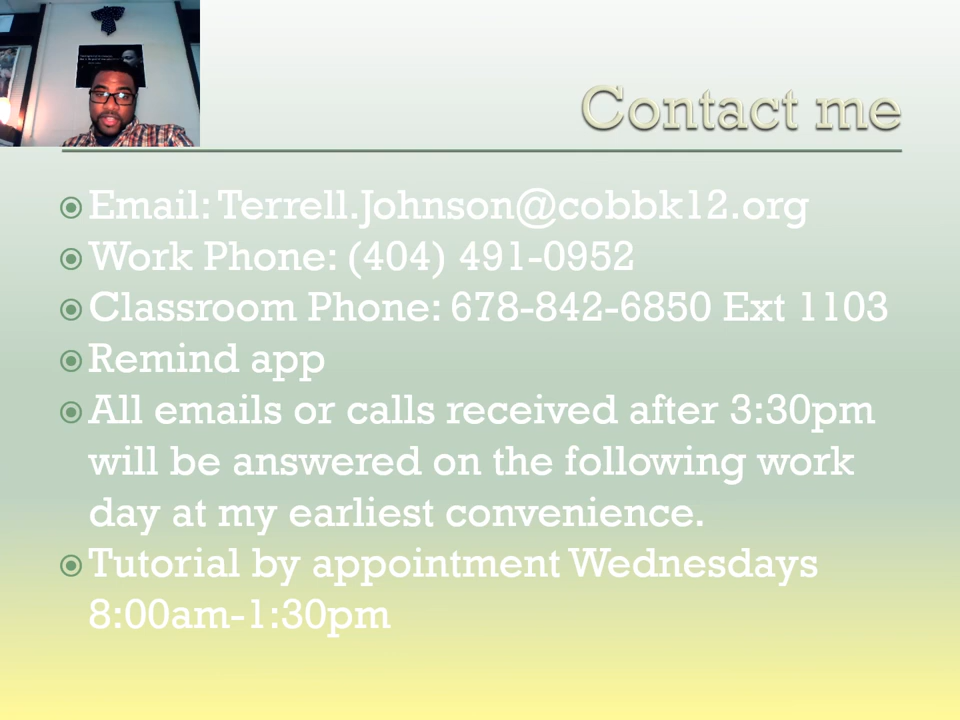 Contact me
Email: Terrell.Johnson@cobbk12.org
Work Phone: (404) 491-0952
Classroom Phone: 678-842-6850 Ext 1103
Remind app
All emails or calls received after 3:30pm
will be answered on the following work
day at my earliest convenience.
Tutorial by appointment Wednesdays
8:00am-1:30pm